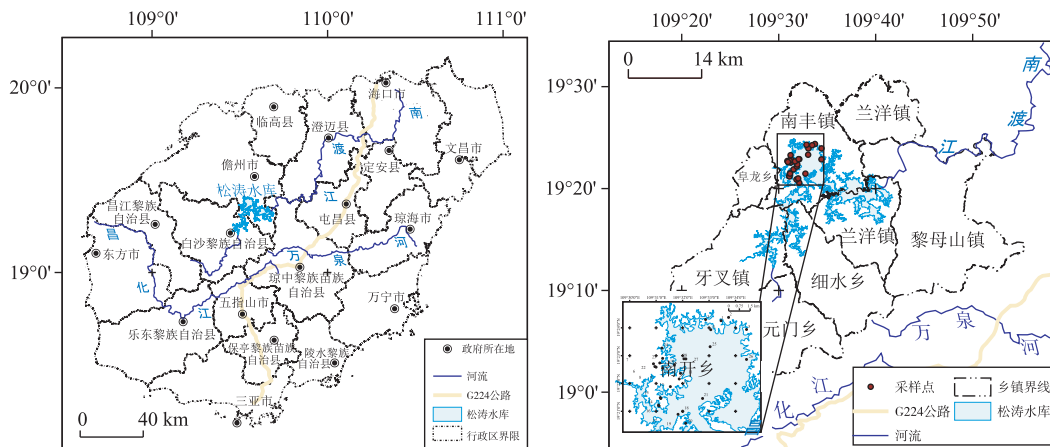 109°0'
110°0'
111°0'
20°0'
19°0'
海口市
南
临高县
澄迈县
渡
文昌市
定安县
儋州市
松涛水库
江
昌江黎族
自治县
屯昌县
琼海市
昌
白沙黎族自治县
河
东方市
万
泉
琼中黎族苗族
自治县
化
江
五指山市
万宁市
乐东黎族自治县
保亭黎族苗族
自治县
陵水黎族
自治县
三亚市
0 40 km
政府所在地
河流
G224公路
松涛水库
行政区界限
109°20'
109°30'
109°40'
109°50'
0 14 km
19°30'
19°20'
19°10'
19°0'
南
渡
江
南丰镇
兰洋镇
阜龙乡
兰洋镇
黎母山镇
牙叉镇
细水乡
元门乡
南开乡
万
泉
河
江
化
采样点
乡镇界线
G224公路
松涛水库
河流